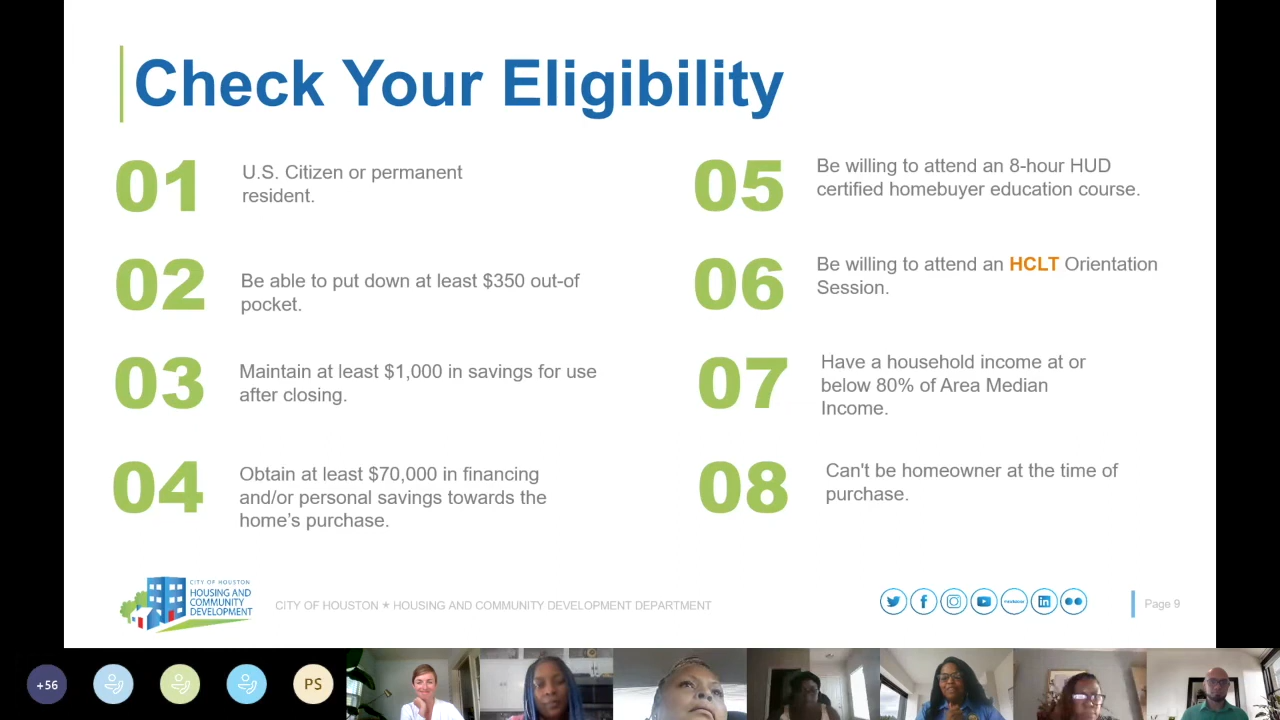 Check Your Eligibility
01
U.S. Citizen or permanent
resident.
02
Be able to put down at least $350 out-of
pocket.
03
Maintain at least $1,000 in savings for use
after closing.
04
Obtain at least $70,000 in financing
and/or personal savings towards the
home's purchase.
05
Be willing to attend an 8-hour HUD
certified homebuyer education course.
06
Be willing to attend an HCLT Orientation
Session.
07
Have a household income at or
below 80% of Area Median
Income.
08
Can't be homeowner at the time of
purchase.
CITY OF HOUSTON
HOUSING AND
COMMUNITY
DEVELOPMENT
CITY OF HOUSTON ★ HOUSING AND COMMUNITY DEVELOPMENT DEPARTMENT
Page 9
+56
PS